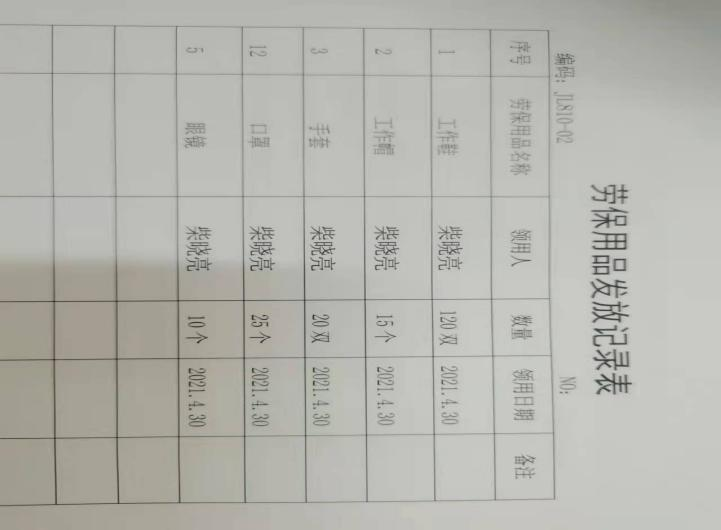 劳保用品发放记录表
编码：JL810-02 NO：
序号 劳保用品名称 领用人 数量 领用日期 备注
1 工作鞋 柴晓亮 120双 2021.4.30
2 工作帽 柴晓亮 15个 2021.4.30
3 手套 柴晓亮 20双 2021.4.30
12 口罩 柴晓亮 25个 2021.4.30
5 眼镜 柴晓亮 10个 2021.4.30